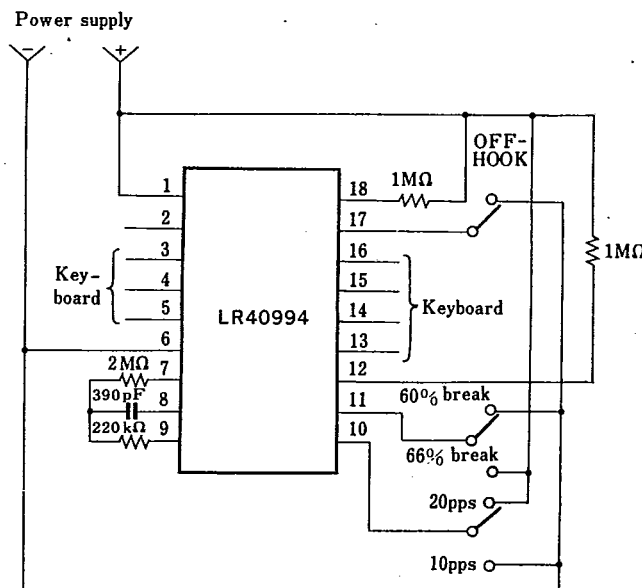 Power supply
− +
OFF-
HOOK
1MΩ
1MΩ
1
2
3
4
5
6
7
8
9
18
17
16
15
14
13
12
11
10
Key-
board
LR40994
Keyboard
2MΩ
390pF
220kΩ
60% break
66% break
20pps
10pps